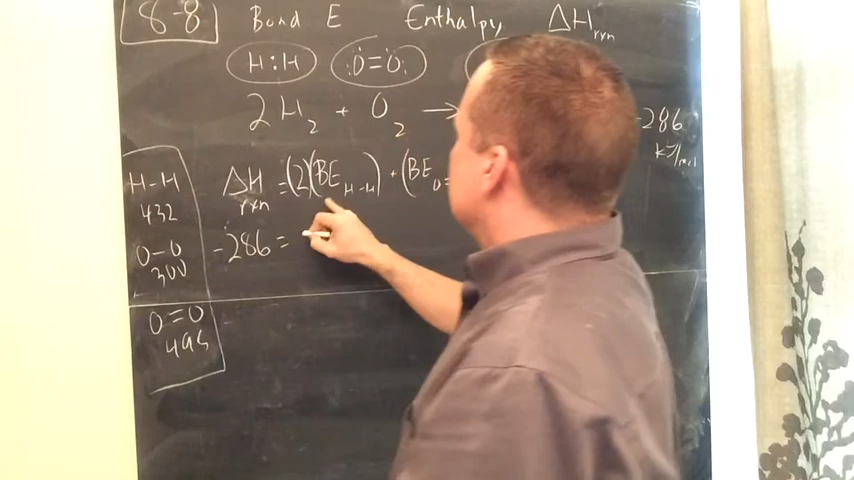 8-8 Bond E Enthalpy ΔH rxn
H:H :Ö=Ö:
2H₂ + O₂ → -286
kJ/mol
H-H
432
O-O
300
O=O
495
ΔH rxn = (2)(BE H-H) + (BE O=
-286 =